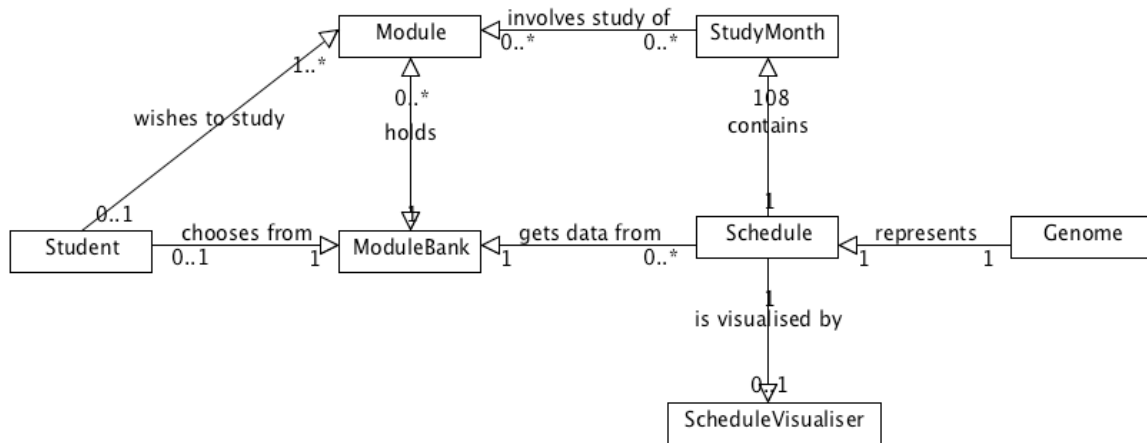 involves study of
Module
StudyMonth
0..*
0..*
1..*
0..*
108
wishes to study
holds
contains
0..1
1
1
Student
chooses from
ModuleBank
gets data from
Schedule
represents
Genome
0..1
1
1
0..*
1
1
1
is visualised by
0..1
ScheduleVisualiser